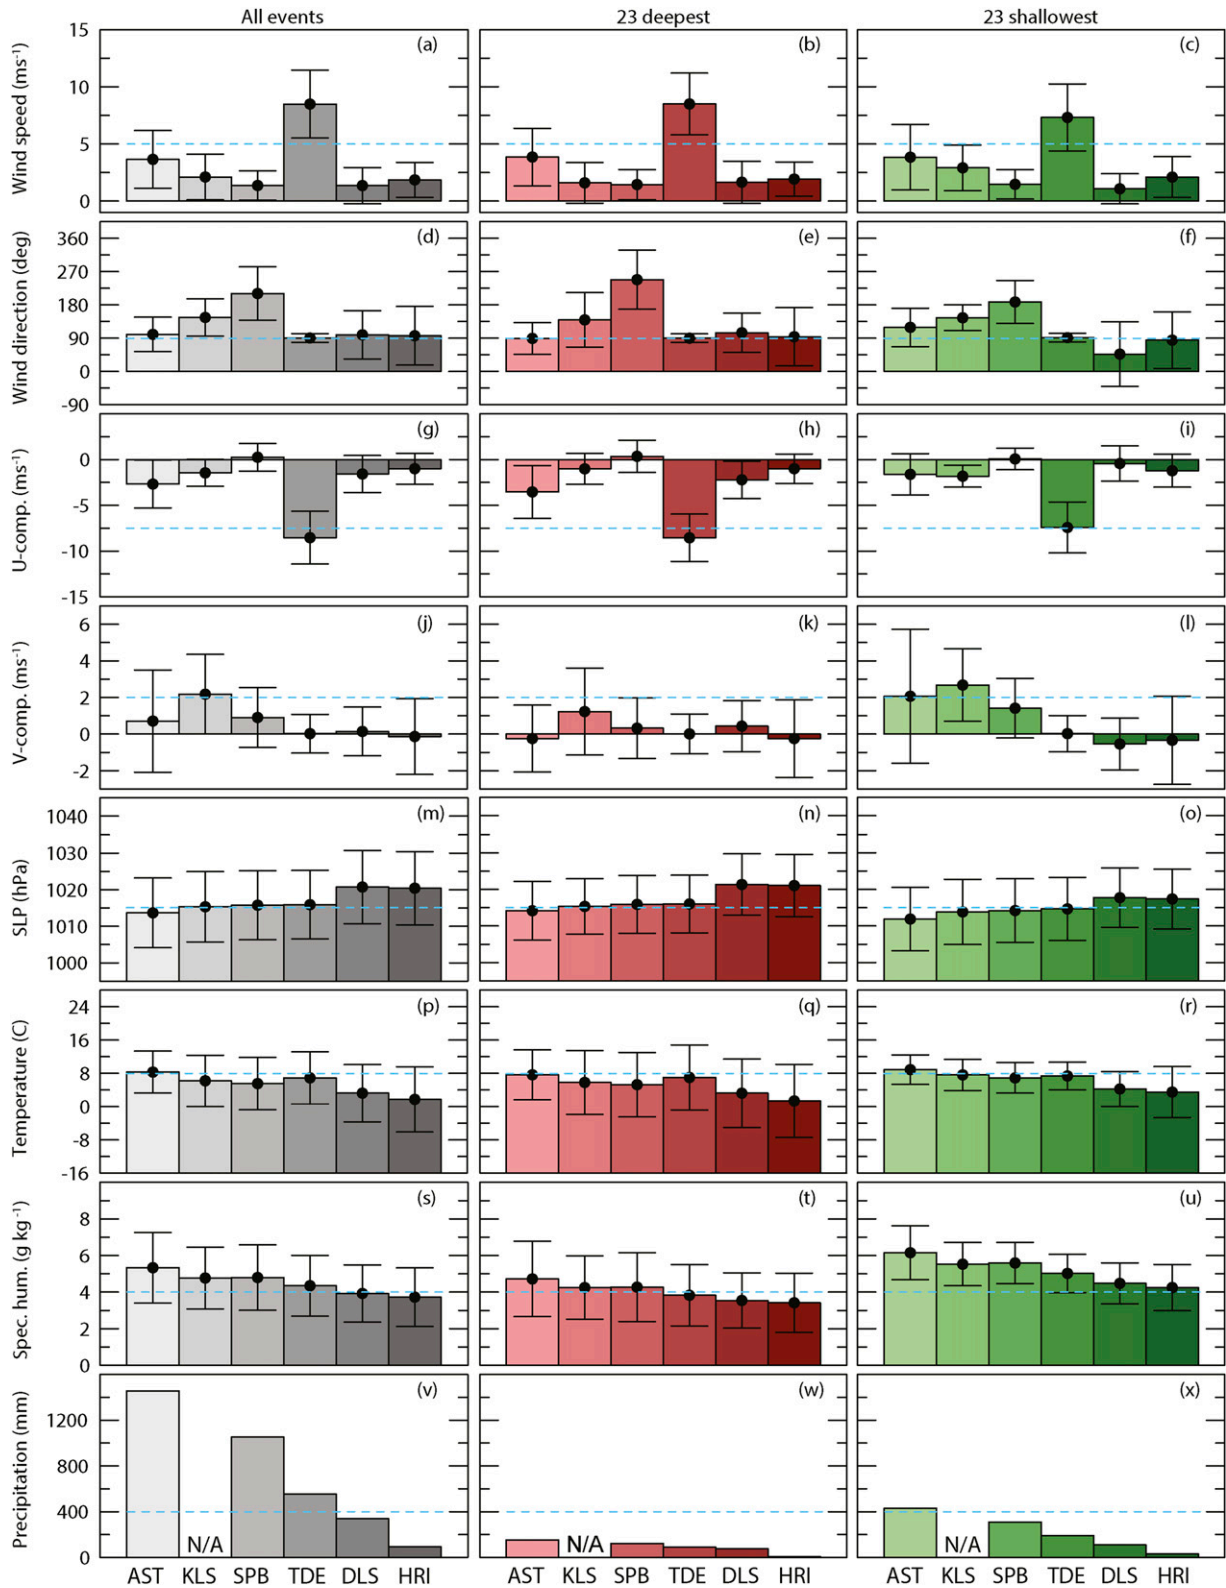 All events 23 deepest 23 shallowest
Wind speed (ms⁻¹)
15
10
5
0
(a) (b) (c)
Wind direction (deg)
360
270
180
90
0
-90
(d) (e) (f)
U-comp. (ms⁻¹)
0
-5
-10
-15
(g) (h) (i)
V-comp. (ms⁻¹)
6
4
2
0
-2
(j) (k) (l)
SLP (hPa)
1040
1030
1020
1010
1000
(m) (n) (o)
Temperature (C)
24
16
8
0
-8
-16
(p) (q) (r)
Spec. hum. (g kg⁻¹)
8
6
4
2
0
(s) (t) (u)
Precipitation (mm)
1200
800
400
0
(v) (w) (x)
N/A N/A N/A
AST KLS SPB TDE DLS HRI AST KLS SPB TDE DLS HRI AST KLS SPB TDE DLS HRI